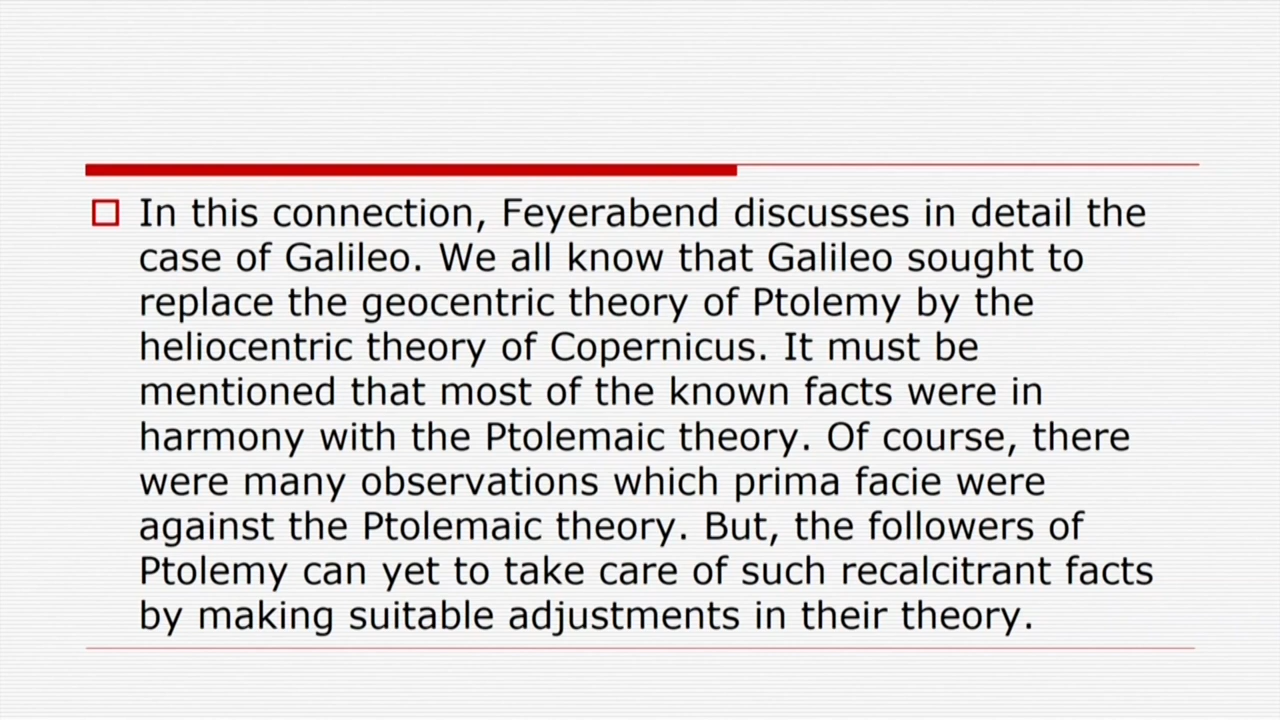 In this connection, Feyerabend discusses in detail the
case of Galileo. We all know that Galileo sought to
replace the geocentric theory of Ptolemy by the
heliocentric theory of Copernicus. It must be
mentioned that most of the known facts were in
harmony with the Ptolemaic theory. Of course, there
were many observations which prima facie were
against the Ptolemaic theory. But, the followers of
Ptolemy can yet to take care of such recalcitrant facts
by making suitable adjustments in their theory.